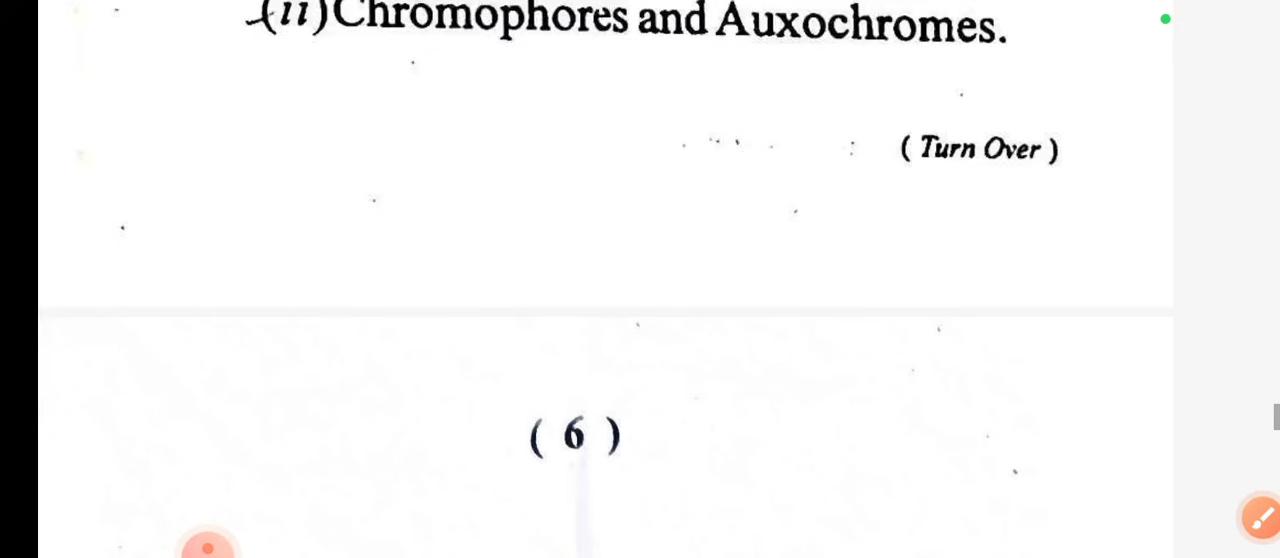 (ii) Chromophores and Auxochromes.
( Turn Over )
( 6 )